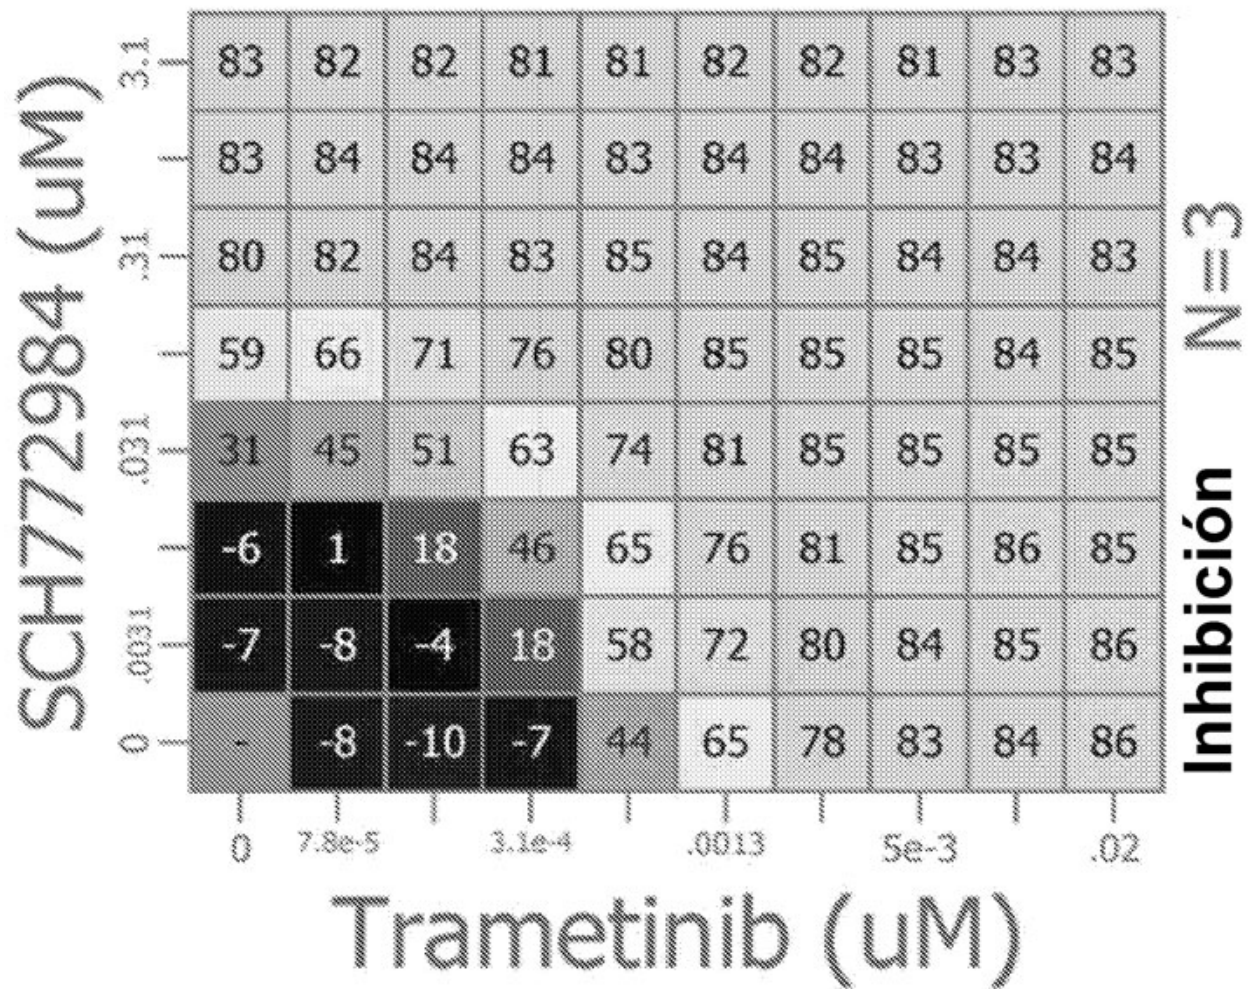 SCH772984 (uM)
3.1
83 82 82 81 81 82 82 81 83 83
83 84 84 84 83 84 84 83 83 84
.31
80 82 84 83 85 84 85 84 84 83
59 66 71 76 80 85 85 85 84 85
.031
31 45 51 63 74 81 85 85 85 85
-6 1 18 46 65 76 81 85 86 85
.0031
-7 -8 -4 18 58 72 80 84 85 86
0
- -8 -10 -7 44 65 78 83 84 86
0 7.8e-5 3.1e-4 .0013 5e-3 .02
Trametinib (uM)
Inhibición
N=3